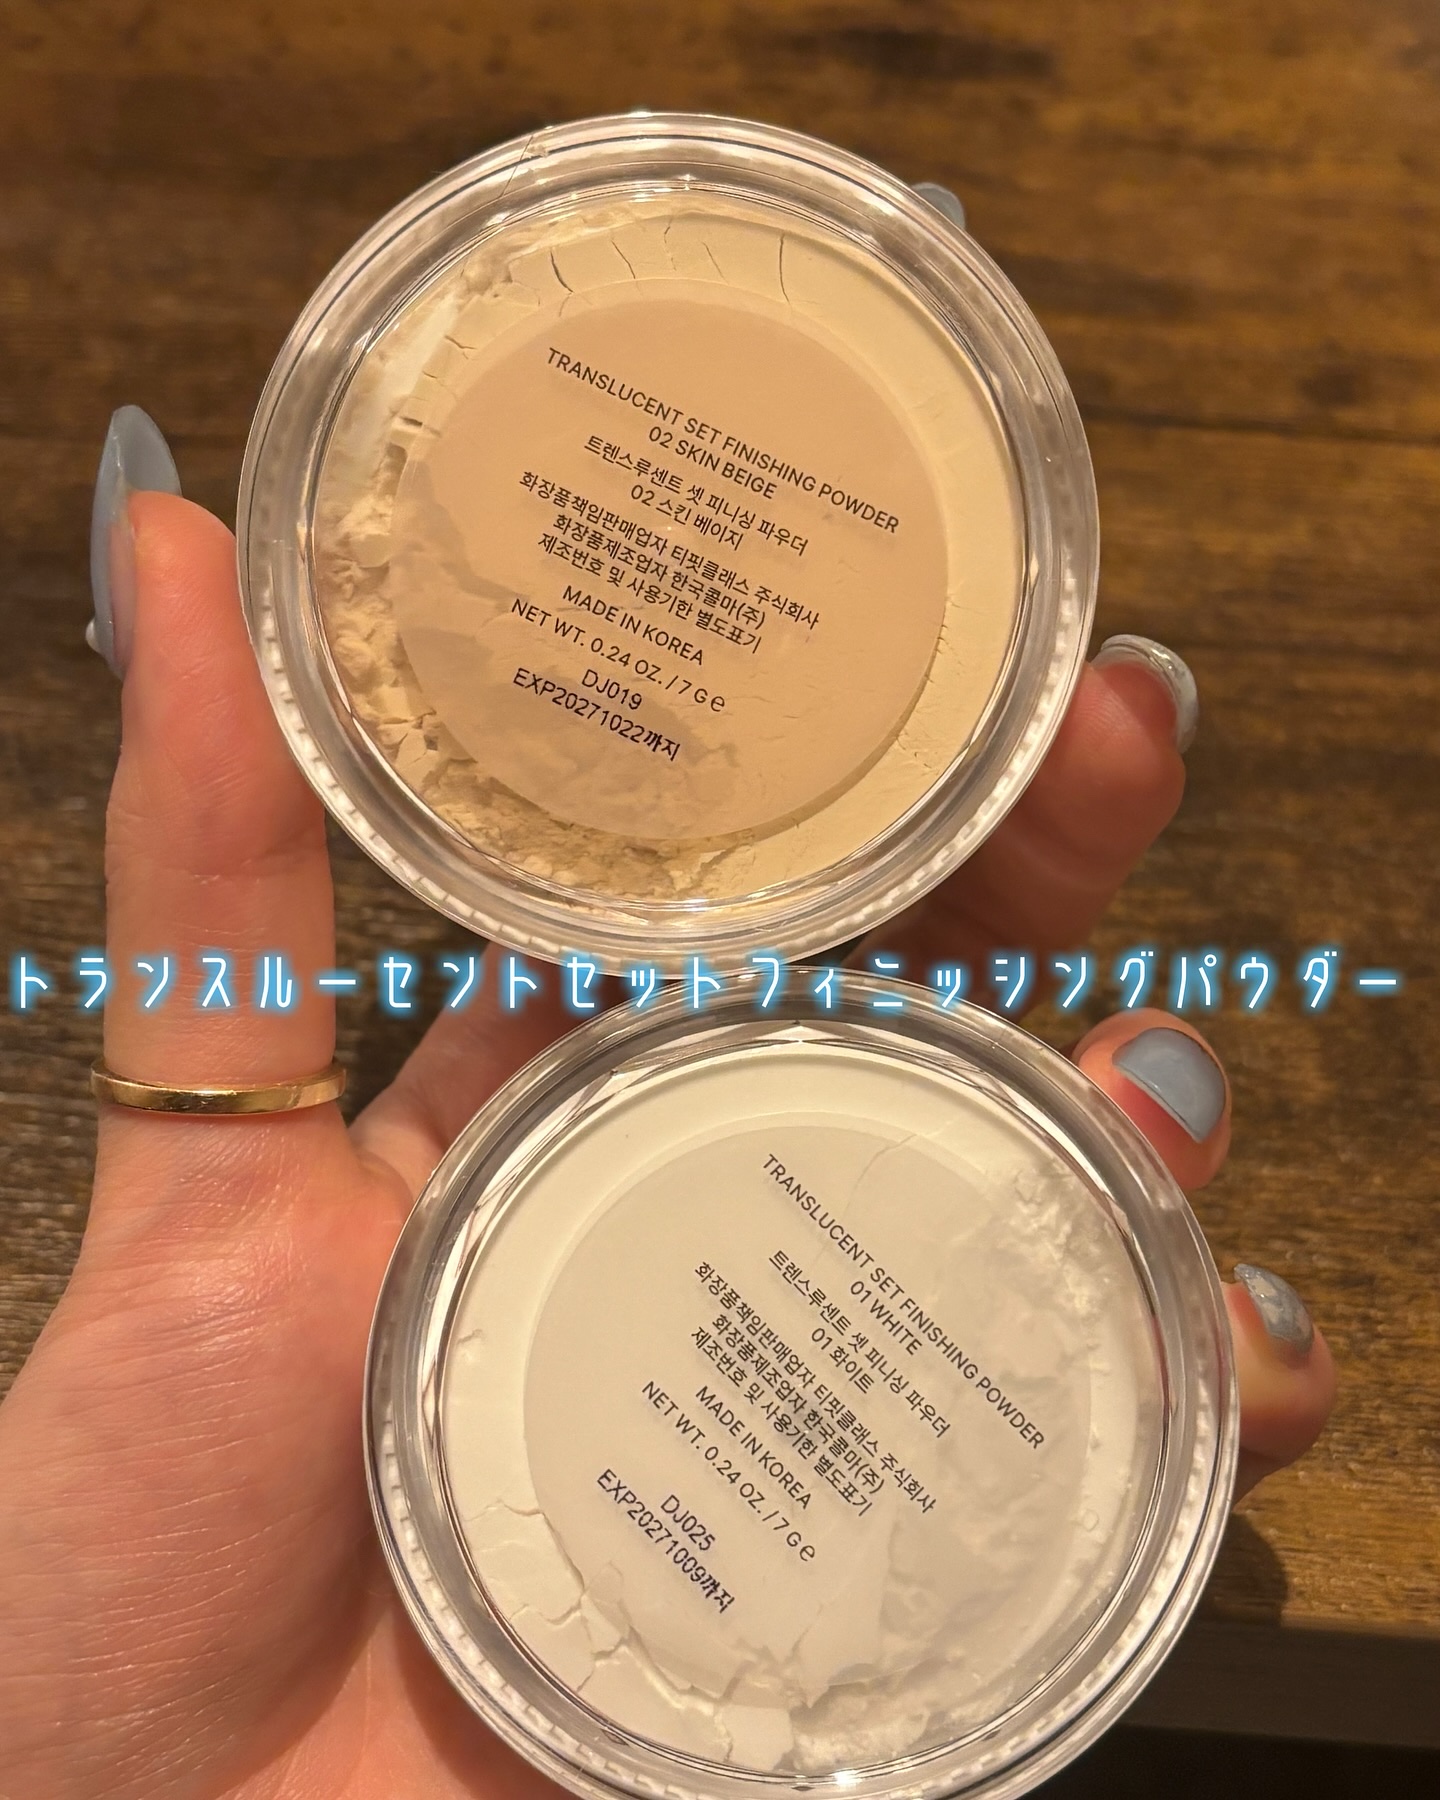 TRANSLUCENT SET FINISHING POWDER
02 SKIN BEIGE
트렌스루센트 셋 피니싱 파우더
02 스킨 베이지
화장품책임판매업자 티핏클래스 주식회사
화장품제조업자 한국콜마(주)
제조번호 및 사용기한 별도표기
MADE IN KOREA
NET WT. 0.24 OZ. / 7 G ℮
DJ019
EXP20271022까지
トランスルーセントセットフィニッシングパウダー
TRANSLUCENT SET FINISHING POWDER
01 WHITE
트렌스루센트 셋 피니싱 파우더
01 화이트
화장품책임판매업자 티핏클래스 주식회사
화장품제조업자 한국콜마(주)
제조번호 및 사용기한 별도표기
MADE IN KOREA
NET WT. 0.24 OZ. / 7 G ℮
DJ025
EXP20271009까지